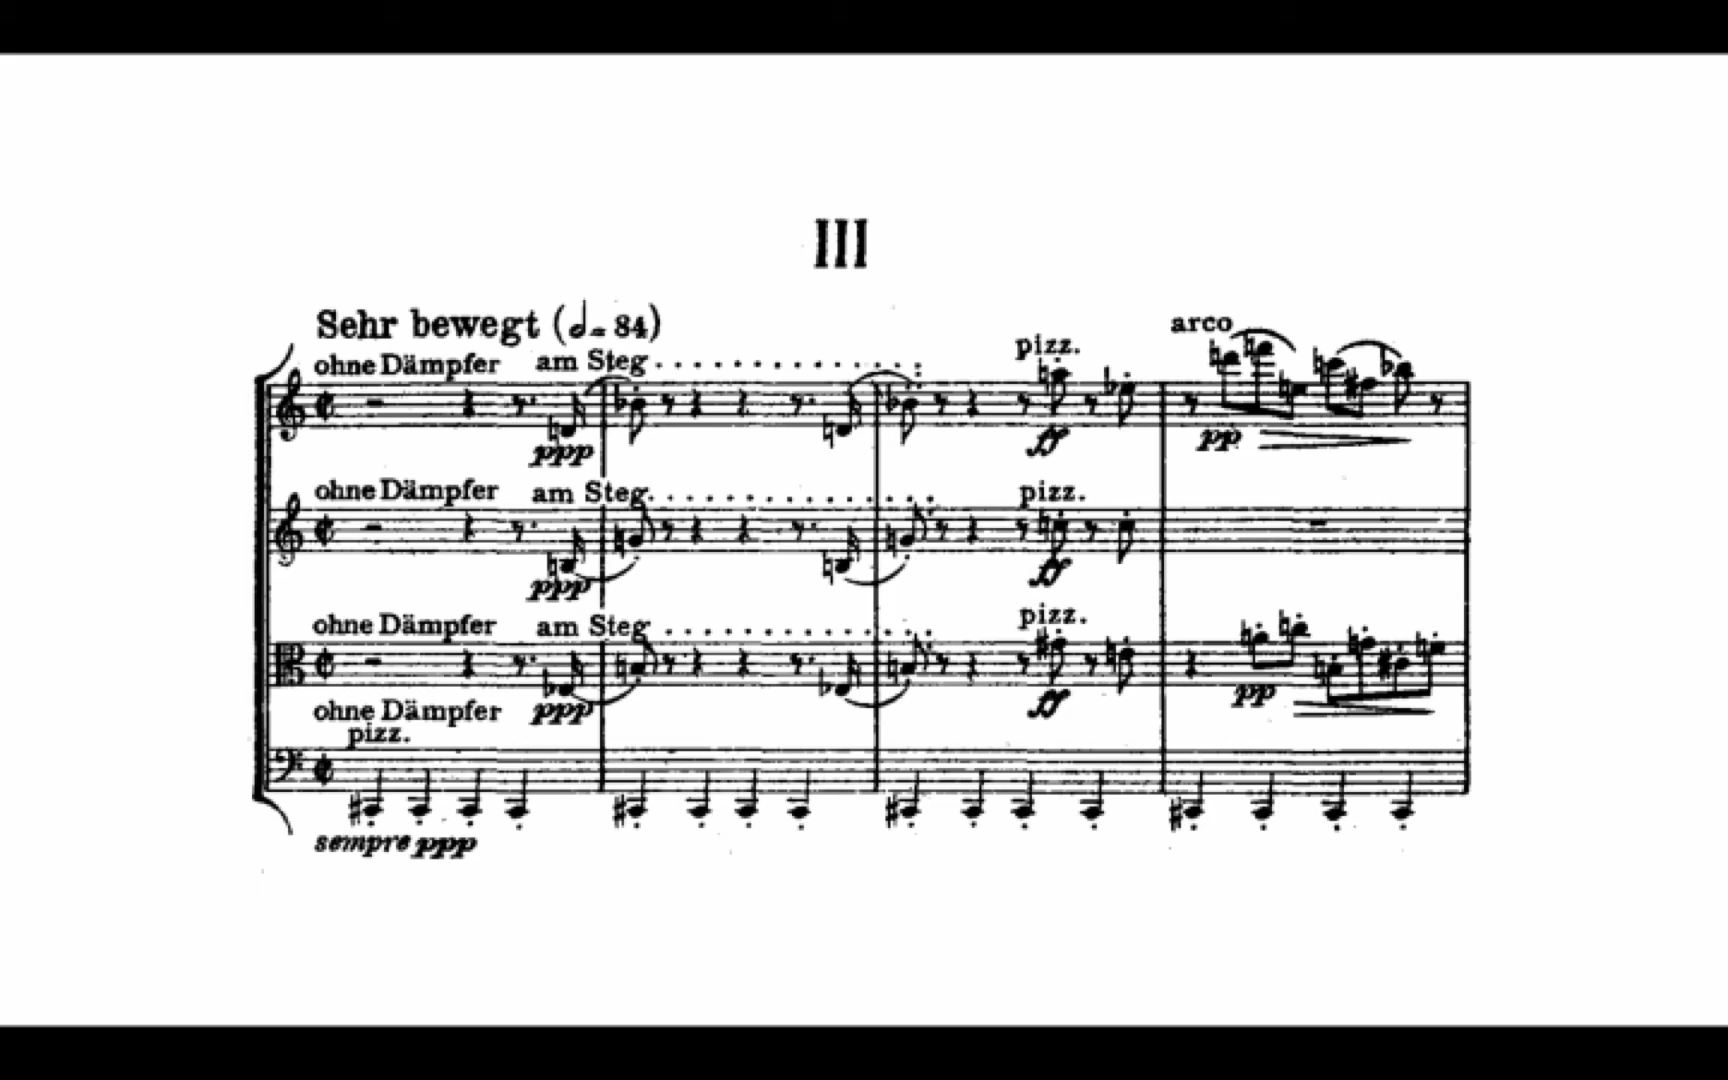 III
Sehr bewegt (𝅗𝅥= 84)
ohne Dämpfer am Steg
pizz.
arco
ppp
ff
pp
ohne Dämpfer am Steg
pizz.
ppp
ff
ohne Dämpfer am Steg
pizz.
ppp
ff
pp
ohne Dämpfer
pizz.
sempre ppp